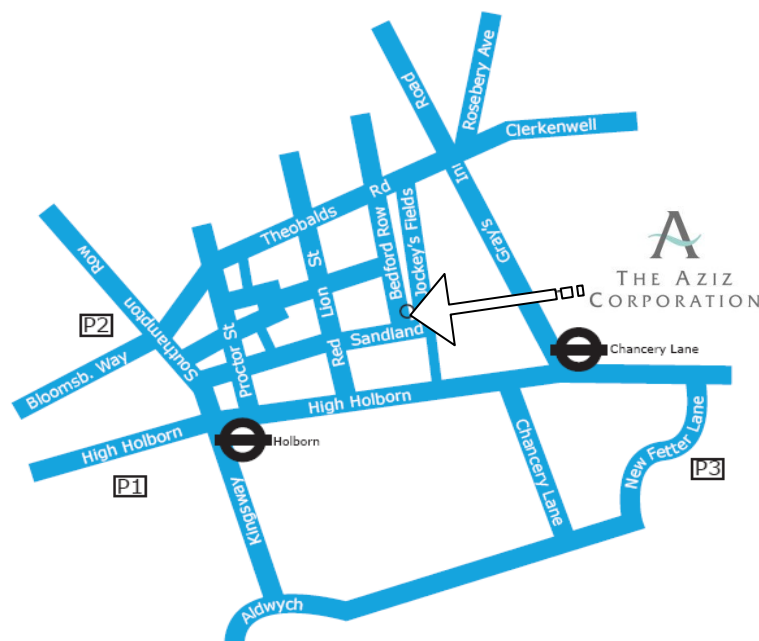 Rosebery Ave
Road
Clerkenwell
Inn
Rd
Theobalds
Row
Bedford Row
Jockey's Fields
Gray's
THE AZIZ
CORPORATION
St
Lion
Red
Southampton
P2
Proctor St
Sandland
Bloomsb. Way
Chancery Lane
High Holborn
High Holborn
Holborn
P1
Chancery Lane
New Fetter Lane
P3
Kingsway
Aldwych